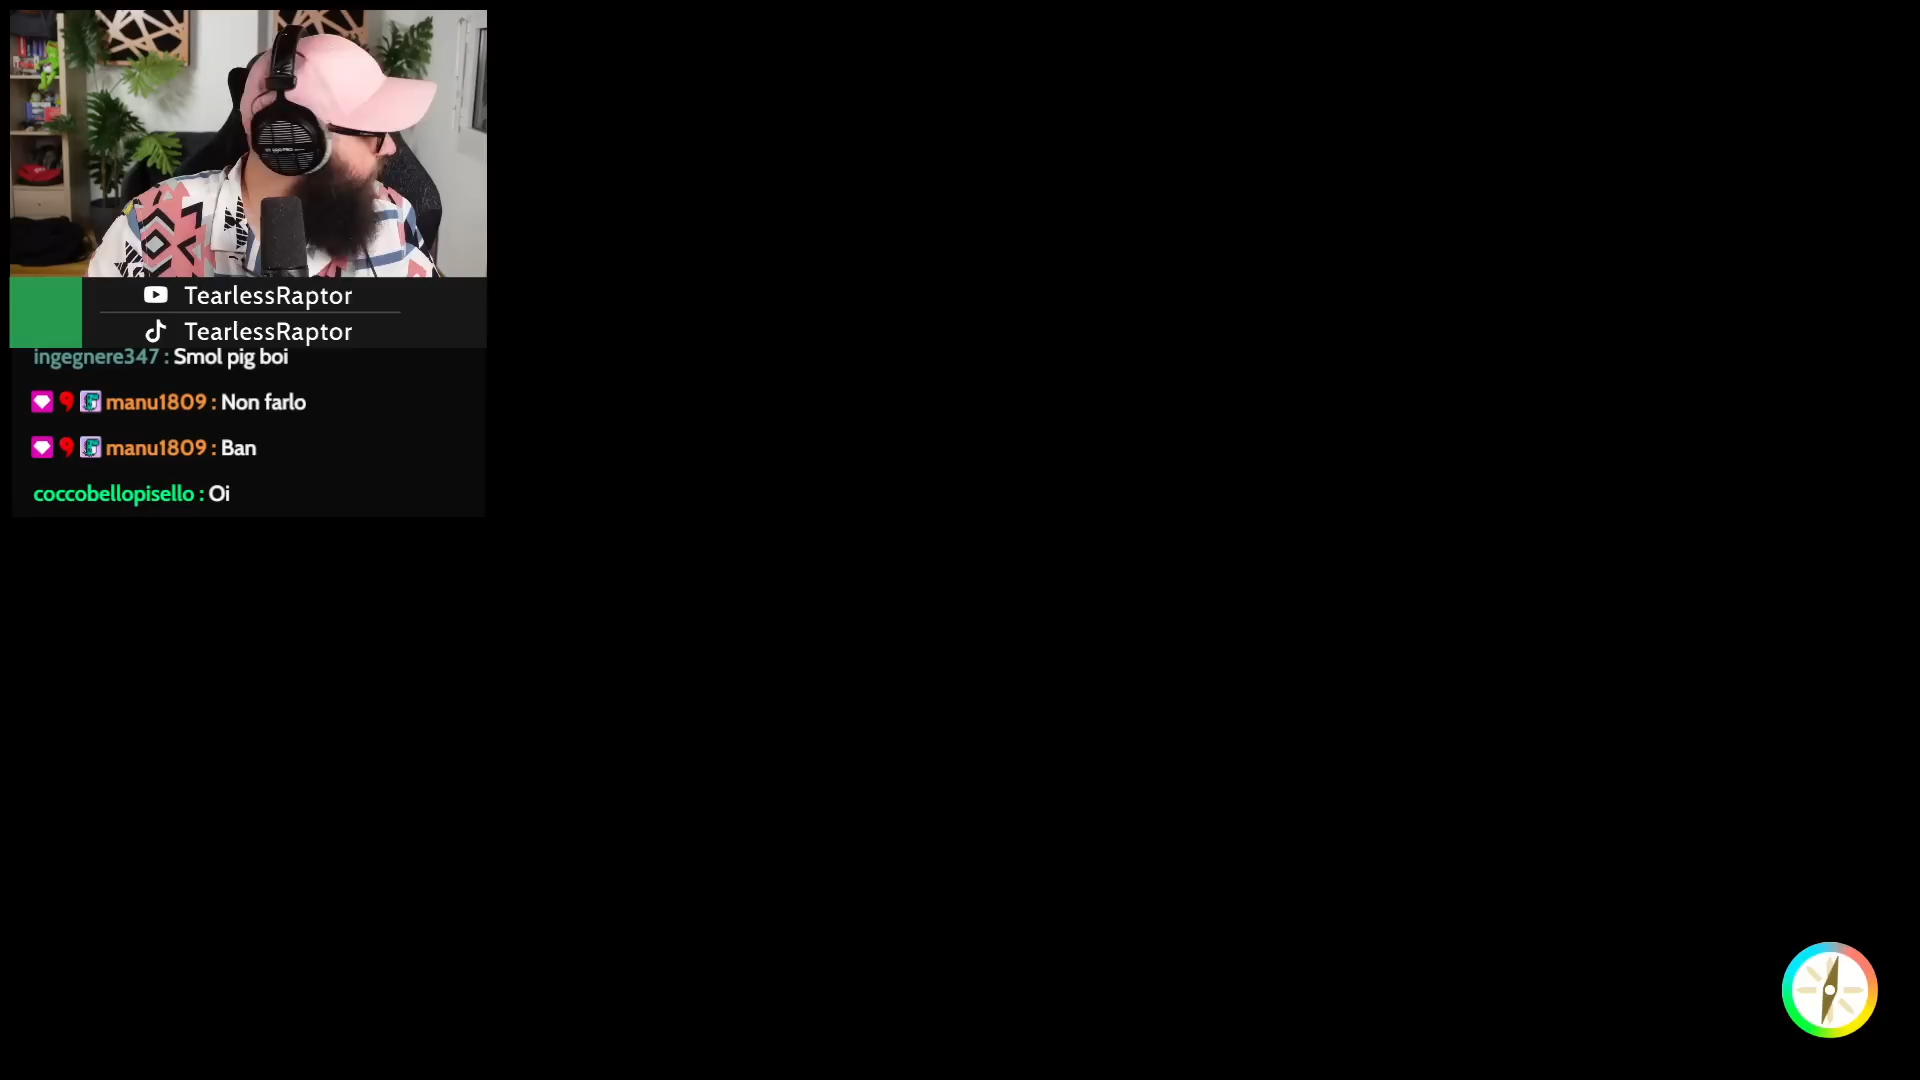 TearlessRaptor
TearlessRaptor
ingegnere347 : Smol pig boi
manu1809 : Non farlo
manu1809 : Ban
coccobellopisello : Oi